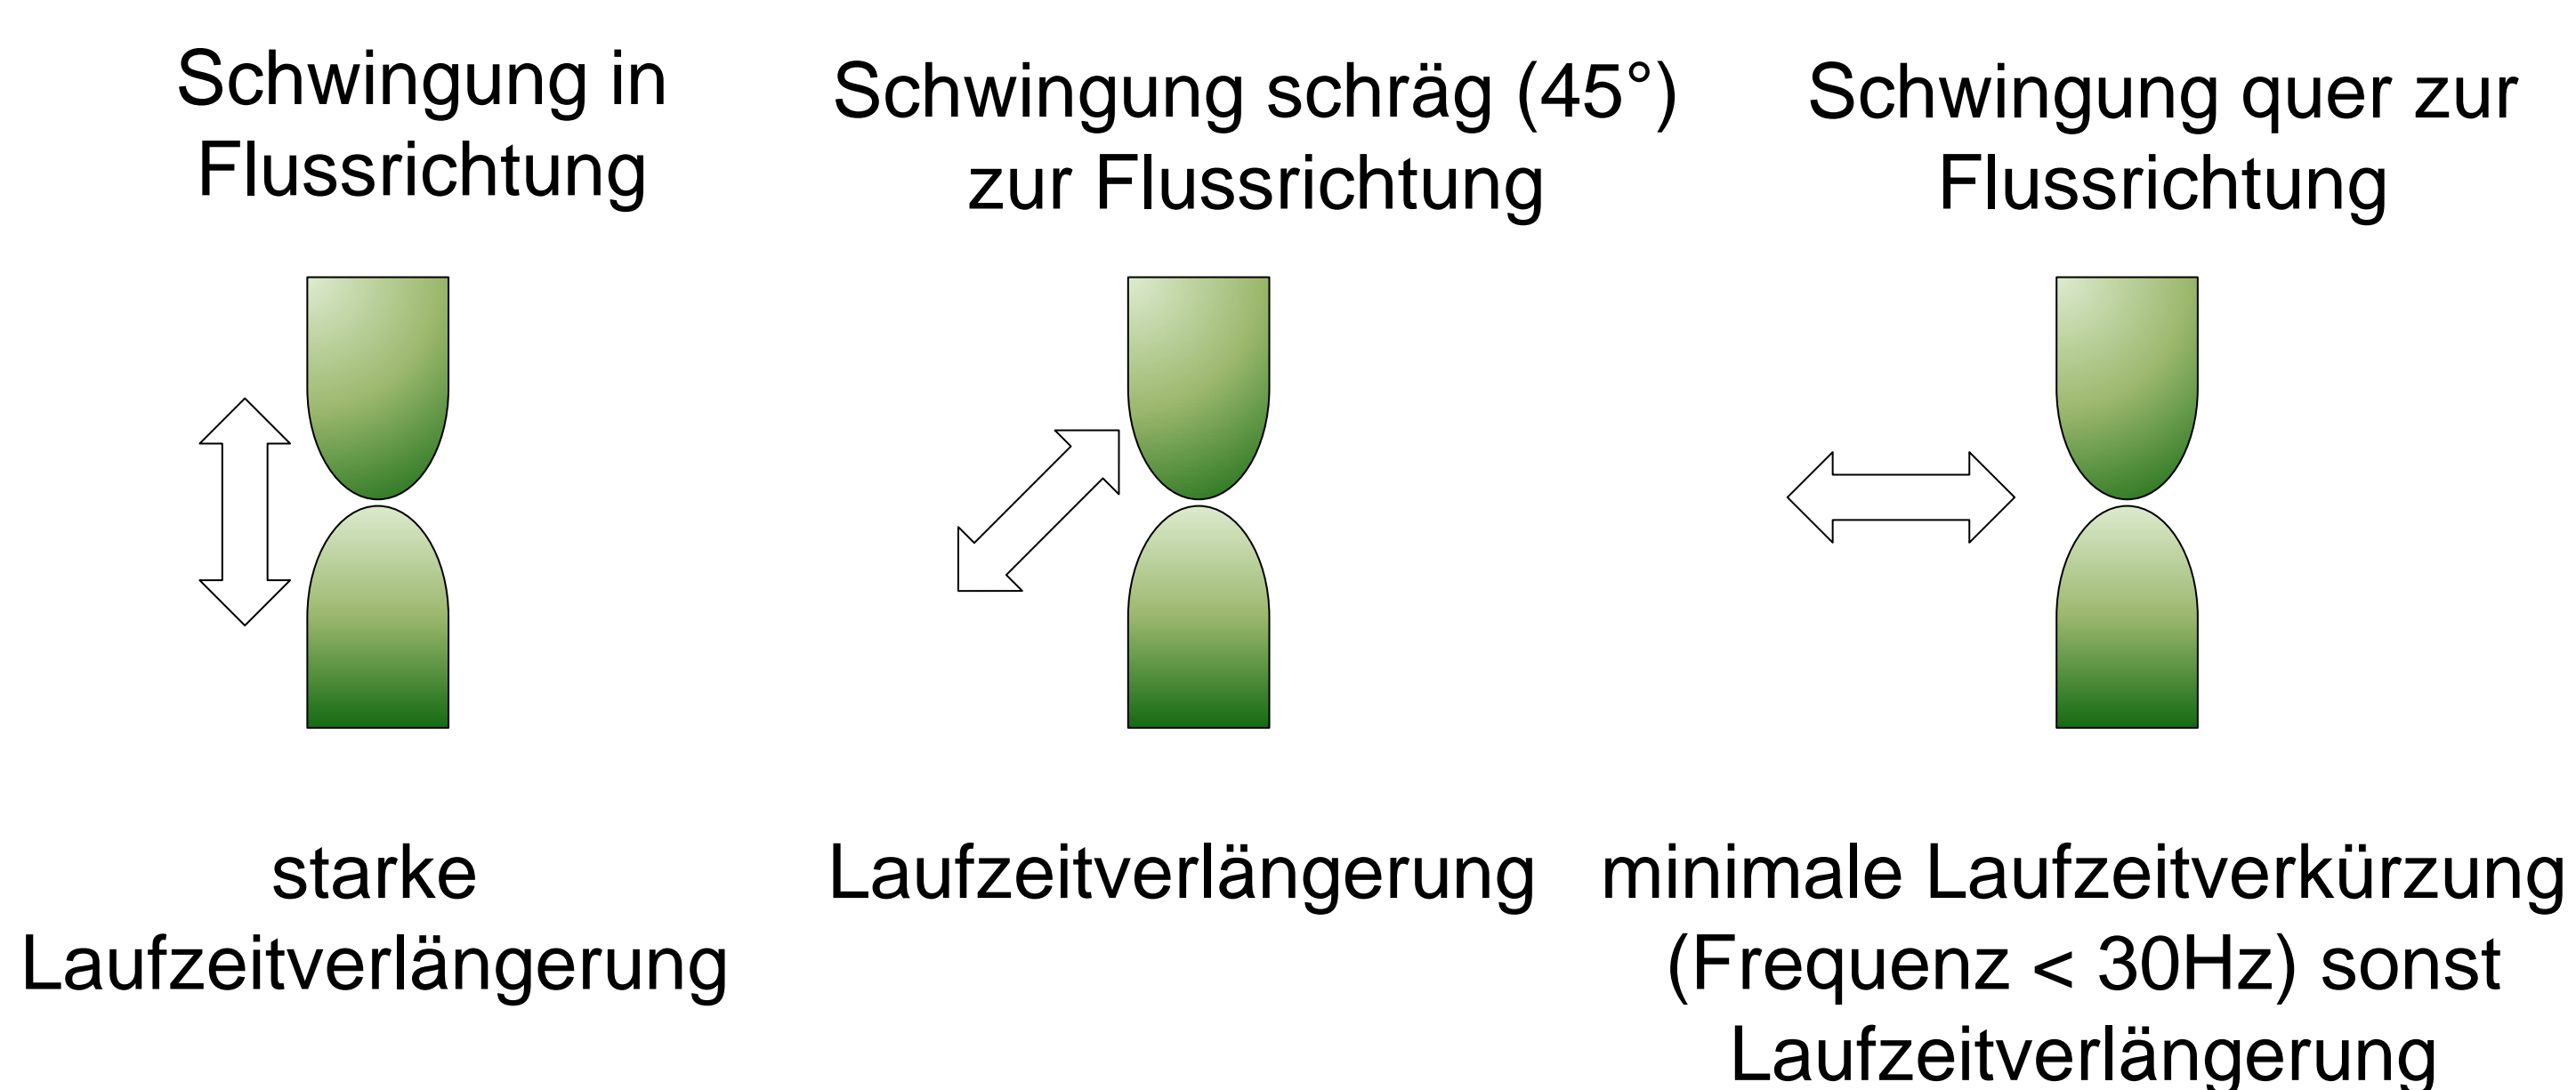 Schwingung in
Flussrichtung
Schwingung schräg (45°)
zur Flussrichtung
Schwingung quer zur
Flussrichtung
starke
Laufzeitverlängerung
Laufzeitverlängerung
minimale Laufzeitverkürzung
(Frequenz < 30Hz) sonst
Laufzeitverlängerung